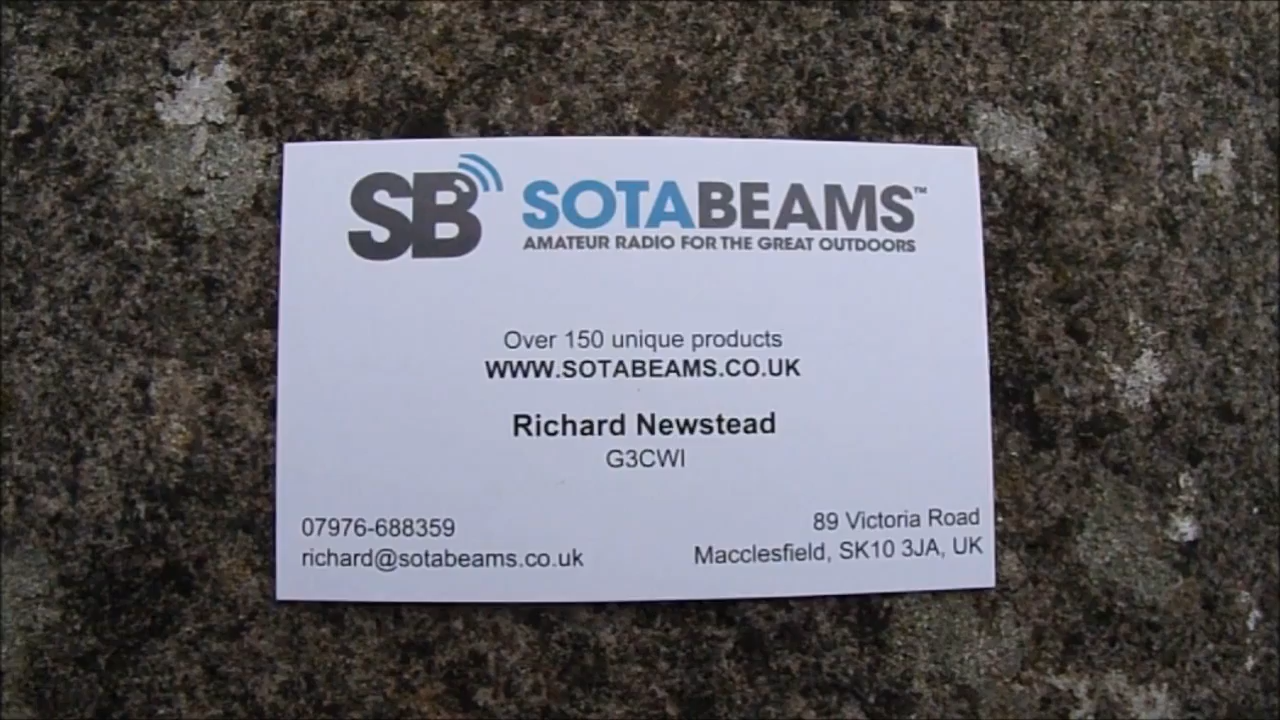 SB SOTABEAMS™
AMATEUR RADIO FOR THE GREAT OUTDOORS
Over 150 unique products
WWW.SOTABEAMS.CO.UK
Richard Newstead
G3CWI
07976-688359
richard@sotabeams.co.uk
89 Victoria Road
Macclesfield, SK10 3JA, UK